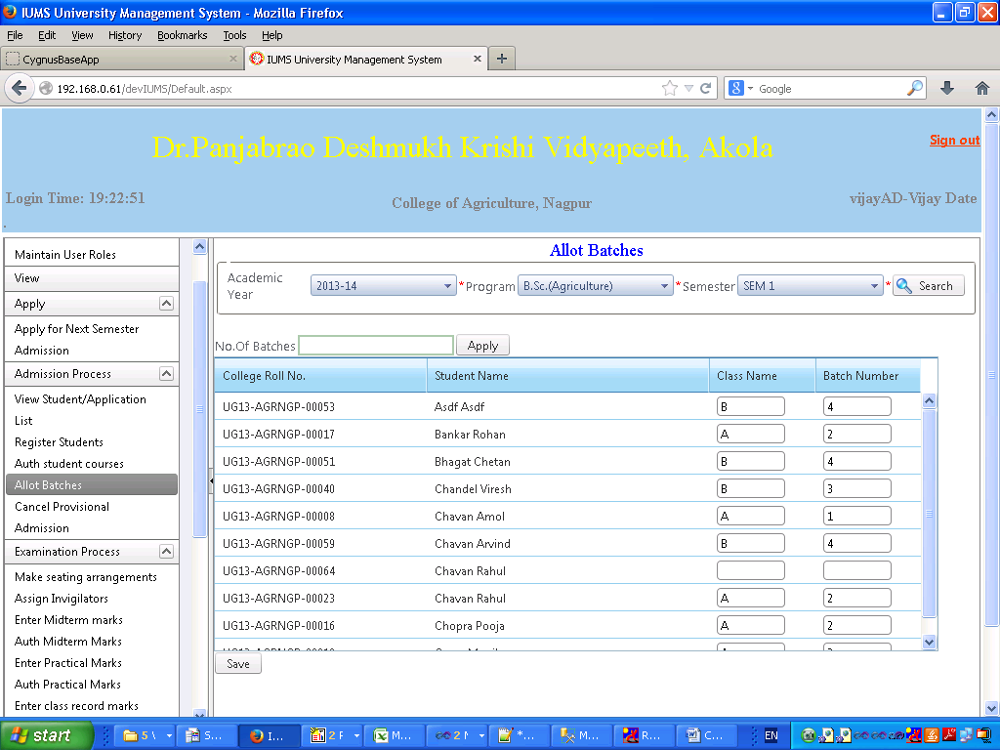 IUMS University Management System - Mozilla Firefox
File Edit View History Bookmarks Tools Help
CygnusBaseApp
IUMS University Management System
192.168.0.61/devIUMS/Default.aspx
Google
Dr.Panjabrao Deshmukh Krishi Vidyapeeth, Akola
Sign out
Login Time: 19:22:51
College of Agriculture, Nagpur
vijayAD-Vijay Date
.
Maintain User Roles
View
Apply
Apply for Next Semester
Admission
Admission Process
View Student/Application
List
Register Students
Auth student courses
Allot Batches
Cancel Provisional
Admission
Examination Process
Make seating arrangements
Assign Invigilators
Enter Midterm marks
Auth Midterm Marks
Enter Practical Marks
Auth Practical Marks
Enter class record marks
Allot Batches
Academic Year 2013-14 *Program B.Sc.(Agriculture) *Semester SEM 1 * Search
No.Of Batches Apply
College Roll No. Student Name Class Name Batch Number
UG13-AGRNGP-00053 Asdf Asdf B 4
UG13-AGRNGP-00017 Bankar Rohan A 2
UG13-AGRNGP-00051 Bhagat Chetan B 4
UG13-AGRNGP-00040 Chandel Viresh B 3
UG13-AGRNGP-00008 Chavan Amol A 1
UG13-AGRNGP-00059 Chavan Arvind B 4
UG13-AGRNGP-00064 Chavan Rahul
UG13-AGRNGP-00023 Chavan Rahul A 2
UG13-AGRNGP-00016 Chopra Pooja A 2
Save
start
5 \
S...
I...
2 F
M...
2 M
*...
M...
R...
C...
EN